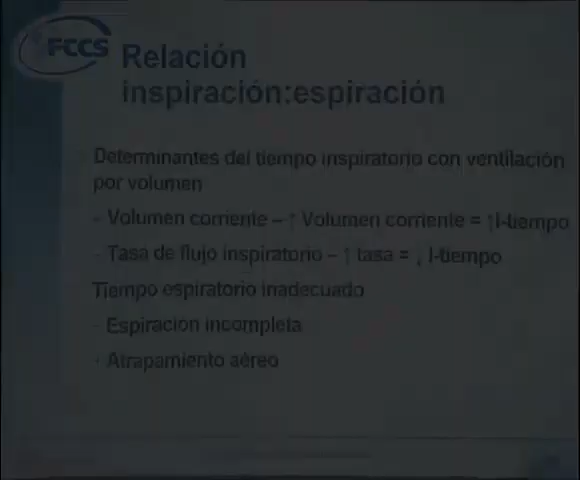 FCCS
Relación
inspiración:espiración
Determinantes del tiempo inspiratorio con ventilación
por volumen
- Volumen corriente – ↑ Volumen corriente = ↑I-tiempo
- Tasa de flujo inspiratorio – ↑ tasa = ↓ I-tiempo
Tiempo espiratorio inadecuado
- Espiración incompleta
- Atrapamiento aéreo